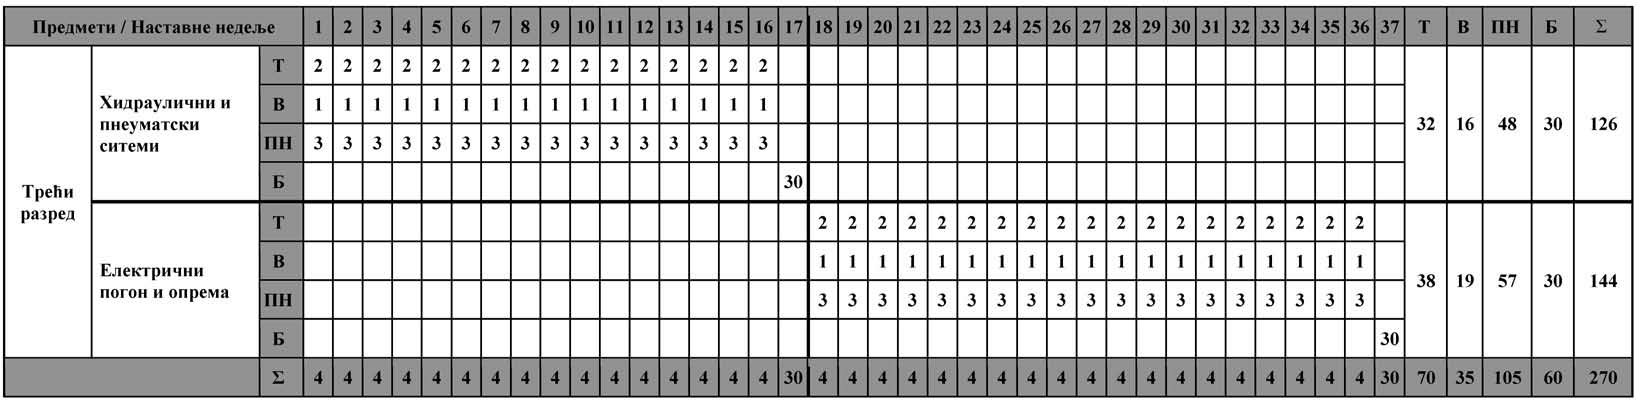 Предмети / Наставне недеље 1 2 3 4 5 6 7 8 9 10 11 12 13 14 15 16 17 18 19 20 21 22 23 24 25 26 27 28 29 30 31 32 33 34 35 36 37 Т В ПН Б Σ
Трећи
разред
Хидраулични и
пнеуматски
ситеми
Т 2 2 2 2 2 2 2 2 2 2 2 2 2 2 2 2
В 1 1 1 1 1 1 1 1 1 1 1 1 1 1 1 1
ПН 3 3 3 3 3 3 3 3 3 3 3 3 3 3 3 3
Б 30
32 16 48 30 126
Електрични
погон и опрема
Т 2 2 2 2 2 2 2 2 2 2 2 2 2 2 2 2 2 2 2
В 1 1 1 1 1 1 1 1 1 1 1 1 1 1 1 1 1 1 1
ПН 3 3 3 3 3 3 3 3 3 3 3 3 3 3 3 3 3 3 3
Б 30
38 19 57 30 144
Σ 4 4 4 4 4 4 4 4 4 4 4 4 4 4 4 4 30 4 4 4 4 4 4 4 4 4 4 4 4 4 4 4 4 4 4 4 30 70 35 105 60 270